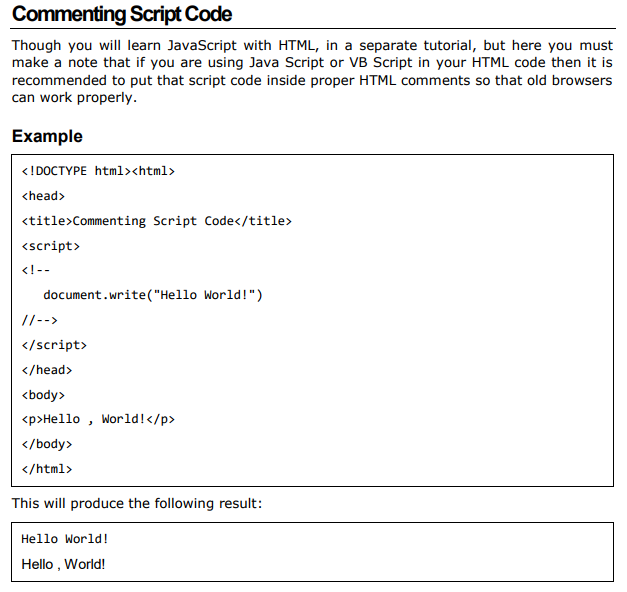 Commenting Script Code
Though you will learn JavaScript with HTML, in a separate tutorial, but here you must
make a note that if you are using Java Script or VB Script in your HTML code then it is
recommended to put that script code inside proper HTML comments so that old browsers
can work properly.
Example
<!DOCTYPE html><html>
<head>
<title>Commenting Script Code</title>
<script>
<!--
   document.write("Hello World!")
//-->
</script>
</head>
<body>
<p>Hello , World!</p>
</body>
</html>
This will produce the following result:
Hello World!
Hello , World!